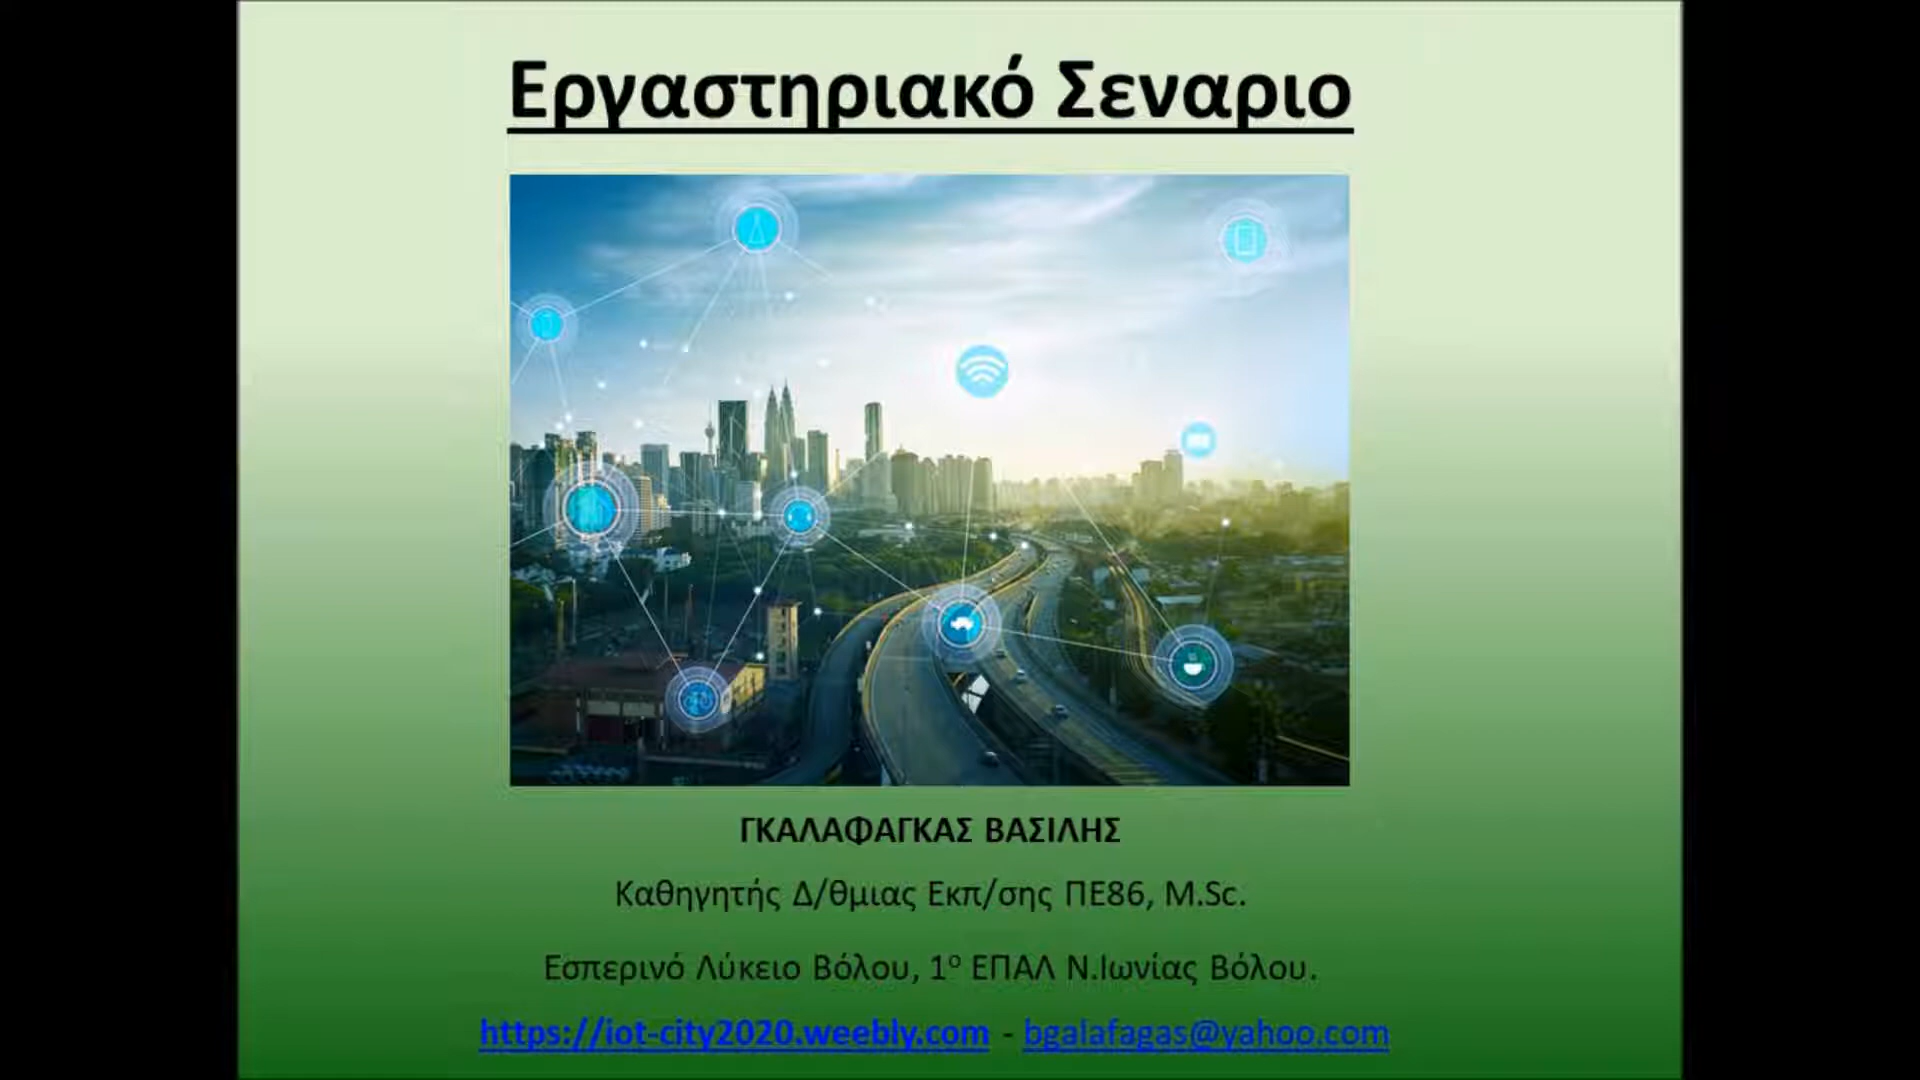 Εργαστηριακό Σεναριο
ΓΚΑΛΑΦΑΓΚΑΣ ΒΑΣΙΛΗΣ
Καθηγητής Δ/θμιας Εκπ/σης ΠΕ86, M.Sc.
Εσπερινό Λύκειο Βόλου, 1ο ΕΠΑΛ Ν.Ιωνίας Βόλου.
https://iot-city2020.weebly.com - bgalafagas@yahoo.com